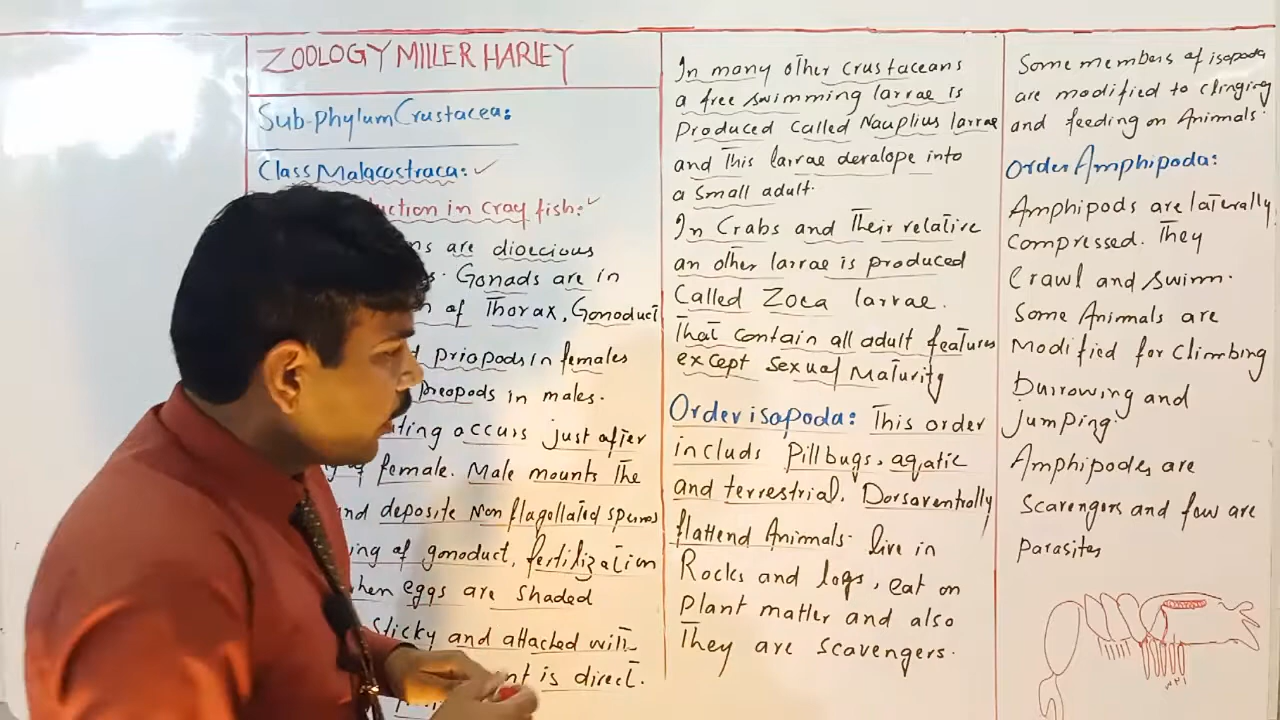 ZOOLOGY MILLER HARLEY
Sub-phylum Crustacea:
Class Malacostraca:
uction in Cray fish:
ns are dioecious
s. Gonads are in
n of Thorax, Gonoduct
t priopods in females
preopods in males.
ting occurs just after
of female. Male mounts the
nd deposite Non flagellated sperms
ing of gonoduct, fertilization
hen eggs are shaded
sticky and attached with
nt is direct.
In many other crustaceans
a free swimming larvae is
produced called Nauplius larvae
and This larvae deralope into
a small adult.
In Crabs and Their relative
an other larvae is produced
Called Zoea larvae.
That contain all adult features
except sexual Maturity
Order isopoda: This order
includs Pillbugs, aqatic
and terrestrial. Dorsaventrolly
flattend Animals. live in
Rocks and logs, eat on
Plant matter and also
They are scavengers.
Some members of isopoda
are modified to clinging
and feeding on Animals.
Order Amphipoda:
Amphipods are laterally
Compressed. They
Crawl and swim.
Some Animals are
Modified for Climbing
Burrowing and
Jumping.
Amphipodes are
Scavengers and few are
parasites